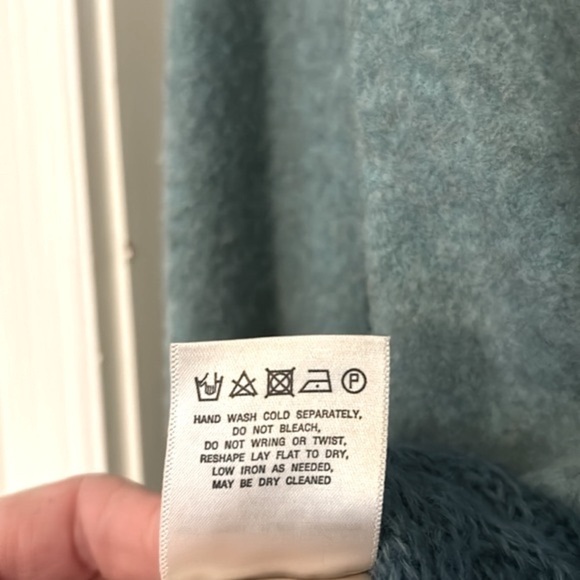 P
HAND WASH COLD SEPARATELY,
DO NOT BLEACH,
DO NOT WRING OR TWIST,
RESHAPE LAY FLAT TO DRY,
LOW IRON AS NEEDED,
MAY BE DRY CLEANED